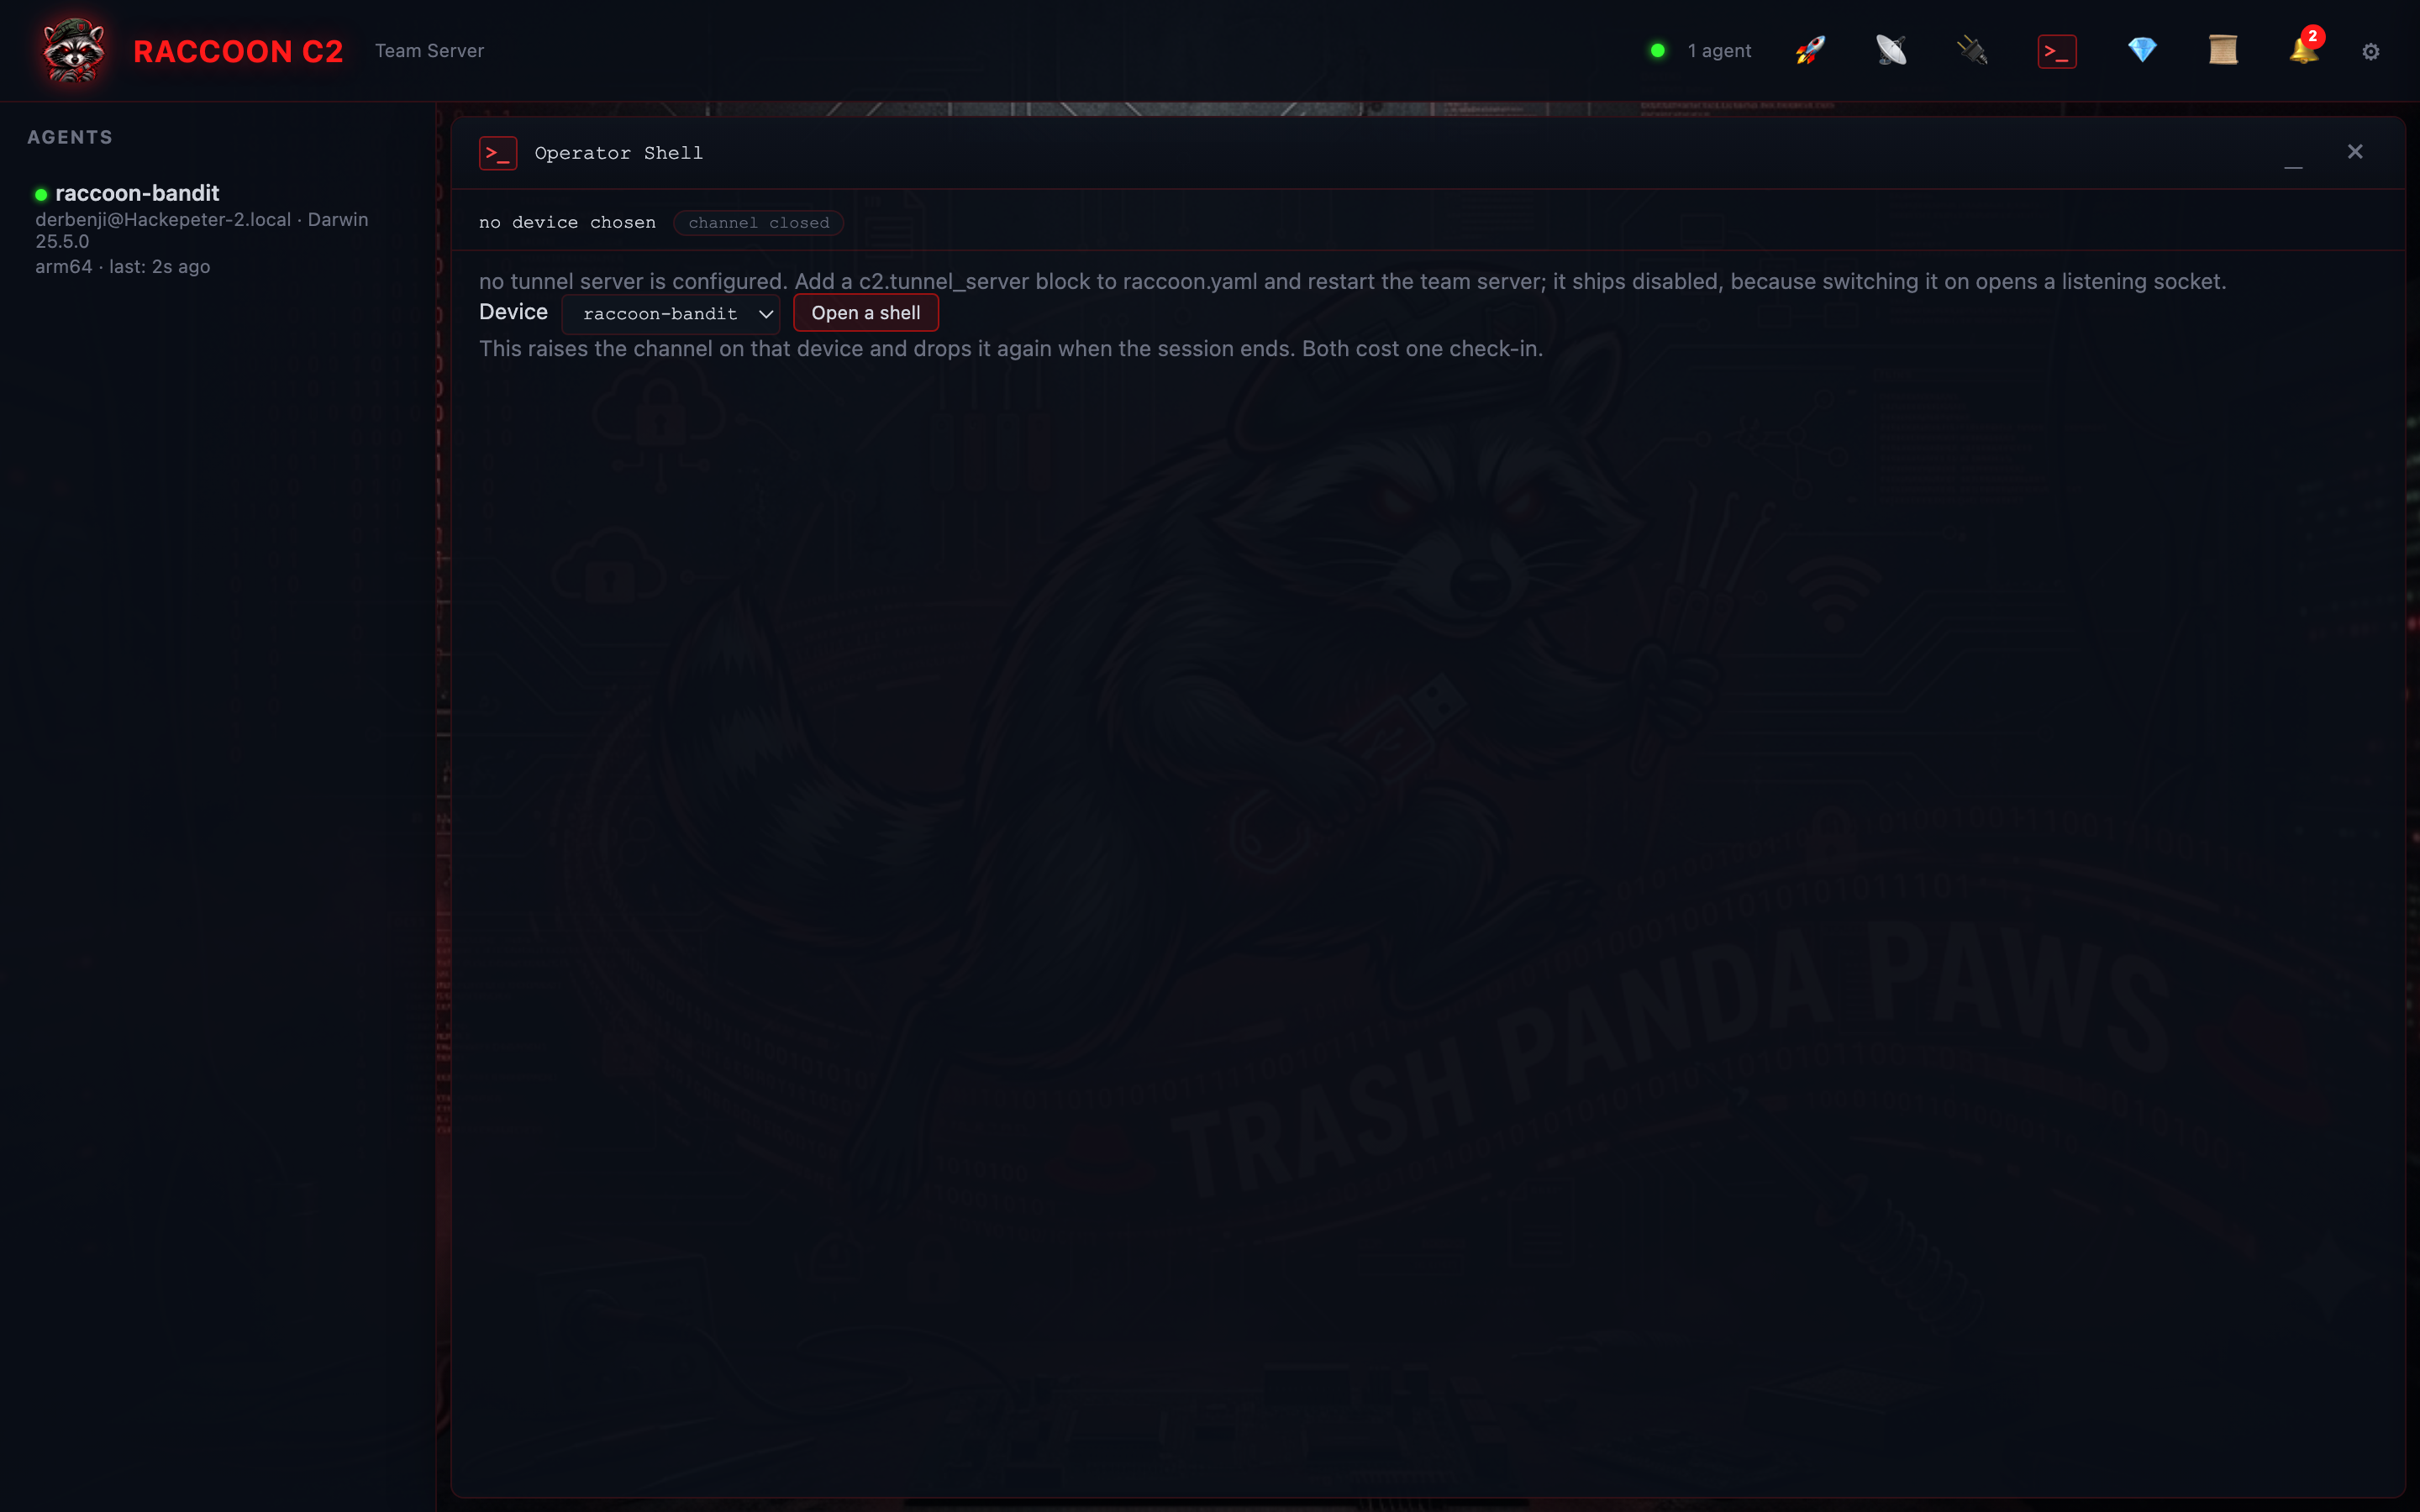 RACCOON C2
Team Server
1 agent
>_
2
AGENTS
raccoon-bandit
derbenji@Hackepeter-2.local · Darwin
25.5.0
arm64 · last: 2s ago
>_ Operator Shell
no device chosen channel closed
no tunnel server is configured. Add a c2.tunnel_server block to raccoon.yaml and restart the team server; it ships disabled, because switching it on opens a listening socket.
Device raccoon-bandit Open a shell
This raises the channel on that device and drops it again when the session ends. Both cost one check-in.
TRASH PANDA PAWS